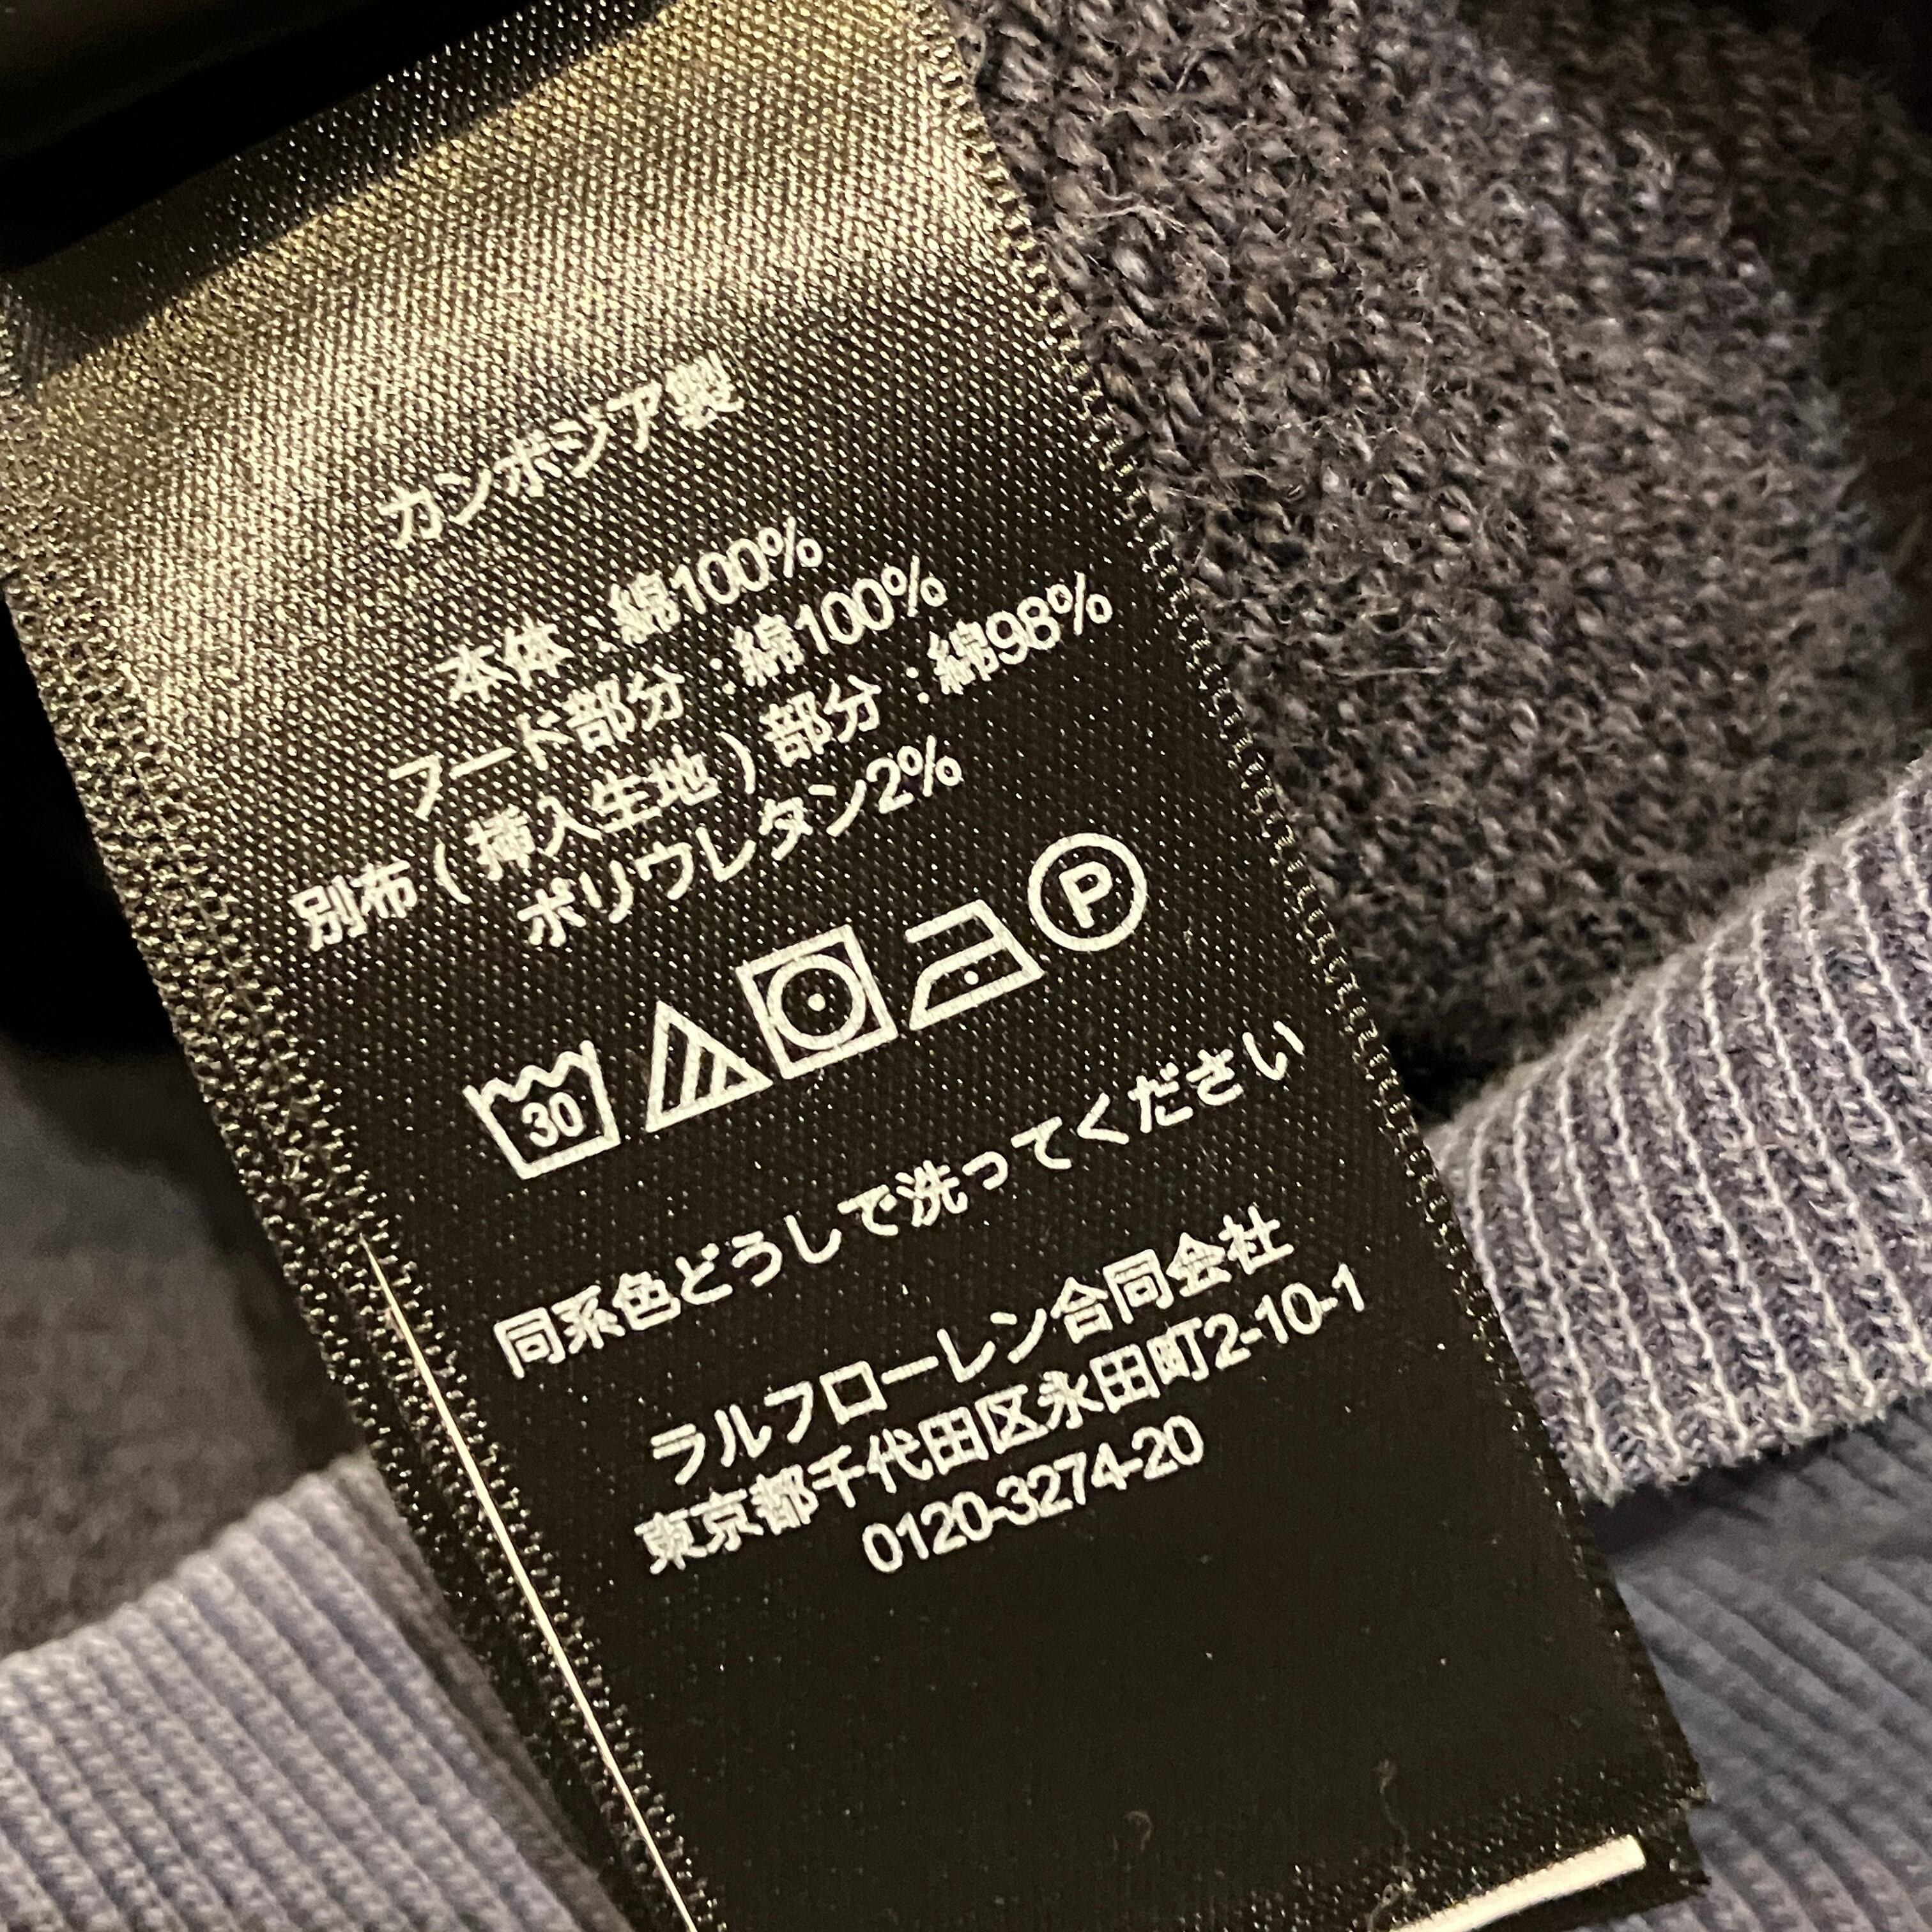 カンボジア製
本体 : 綿100%
フード部分 : 綿100%
別布 ( 挿入生地 ) 部分 : 綿98%
ポリウレタン2%
30 P
同系色どうしで洗ってください
ラルフローレン合同会社
東京都千代田区永田町2-10-1
0120-3274-20